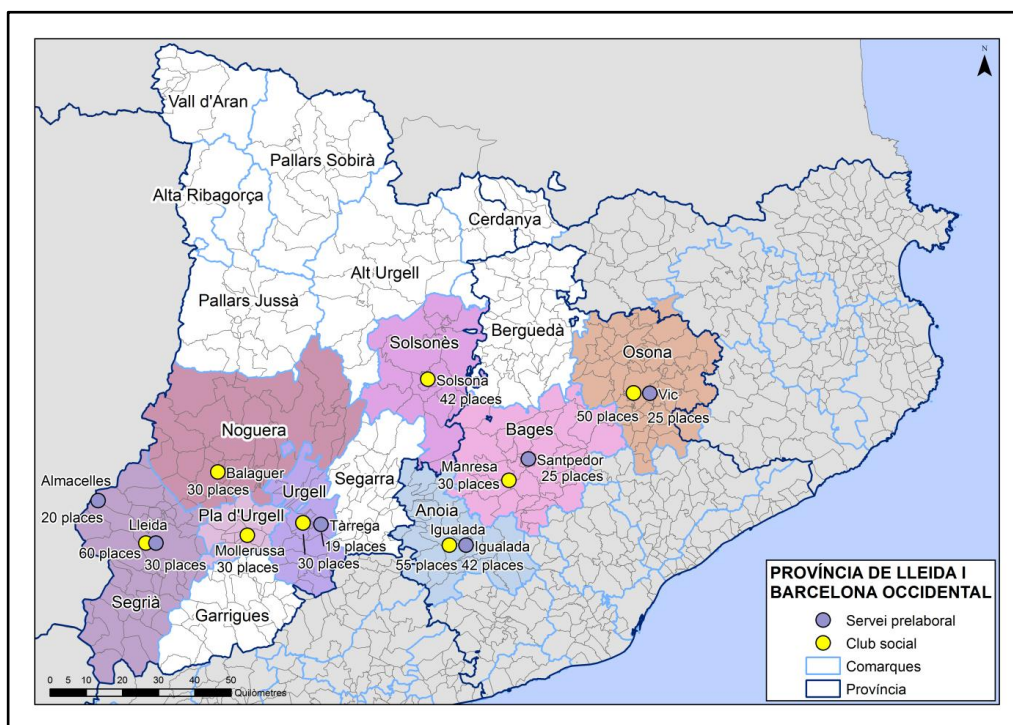 N
Vall d'Aran
Pallars Sobirà
Alta Ribagorça
Cerdanya
Alt Urgell
Pallars Jussà
Berguedà
Solsonès
Osona
Solsona
42 places
Vic
50 places
25 places
Noguera
Bages
Balaguer
30 places
Segarra
Manresa
30 places
Santpedor
25 places
Almacelles
20 places
Urgell
Anoia
Lleida
60 places
30 places
Pla d'Urgell
Mollerussa
30 places
Tàrrega
19 places
30 places
Igualada
Igualada
55 places
42 places
Segrià
Garrigues
PROVÍNCIA DE LLEIDA I
BARCELONA OCCIDENTAL
Servei prelaboral
Club social
Comarques
Província
0 5 10 20 30 40 50
Quilòmetres